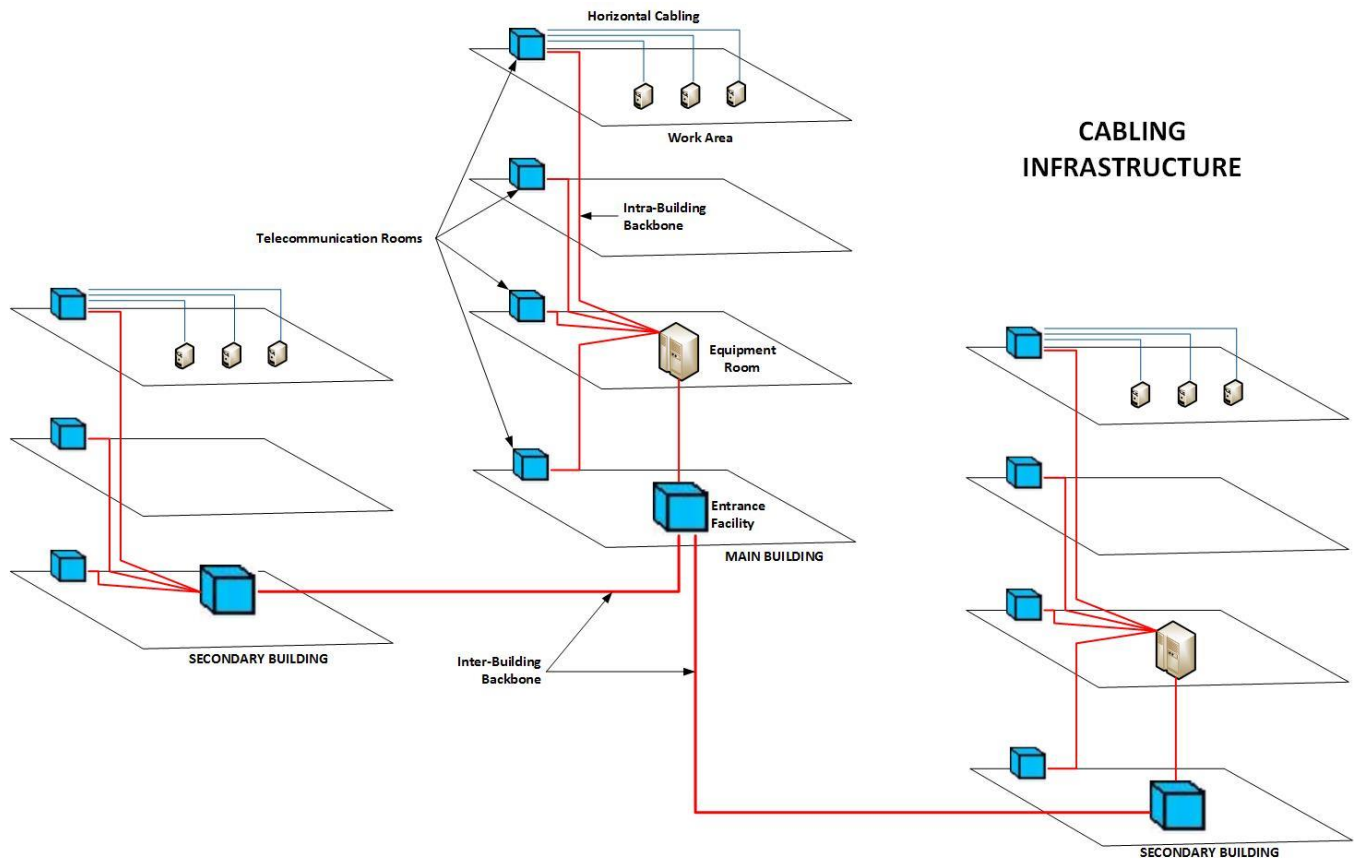 Horizontal Cabling
CABLING
INFRASTRUCTURE
Work Area
Intra-Building
Backbone
Telecommunication Rooms
Equipment
Room
Entrance
Facility
MAIN BUILDING
SECONDARY BUILDING
Inter-Building
Backbone
SECONDARY BUILDING